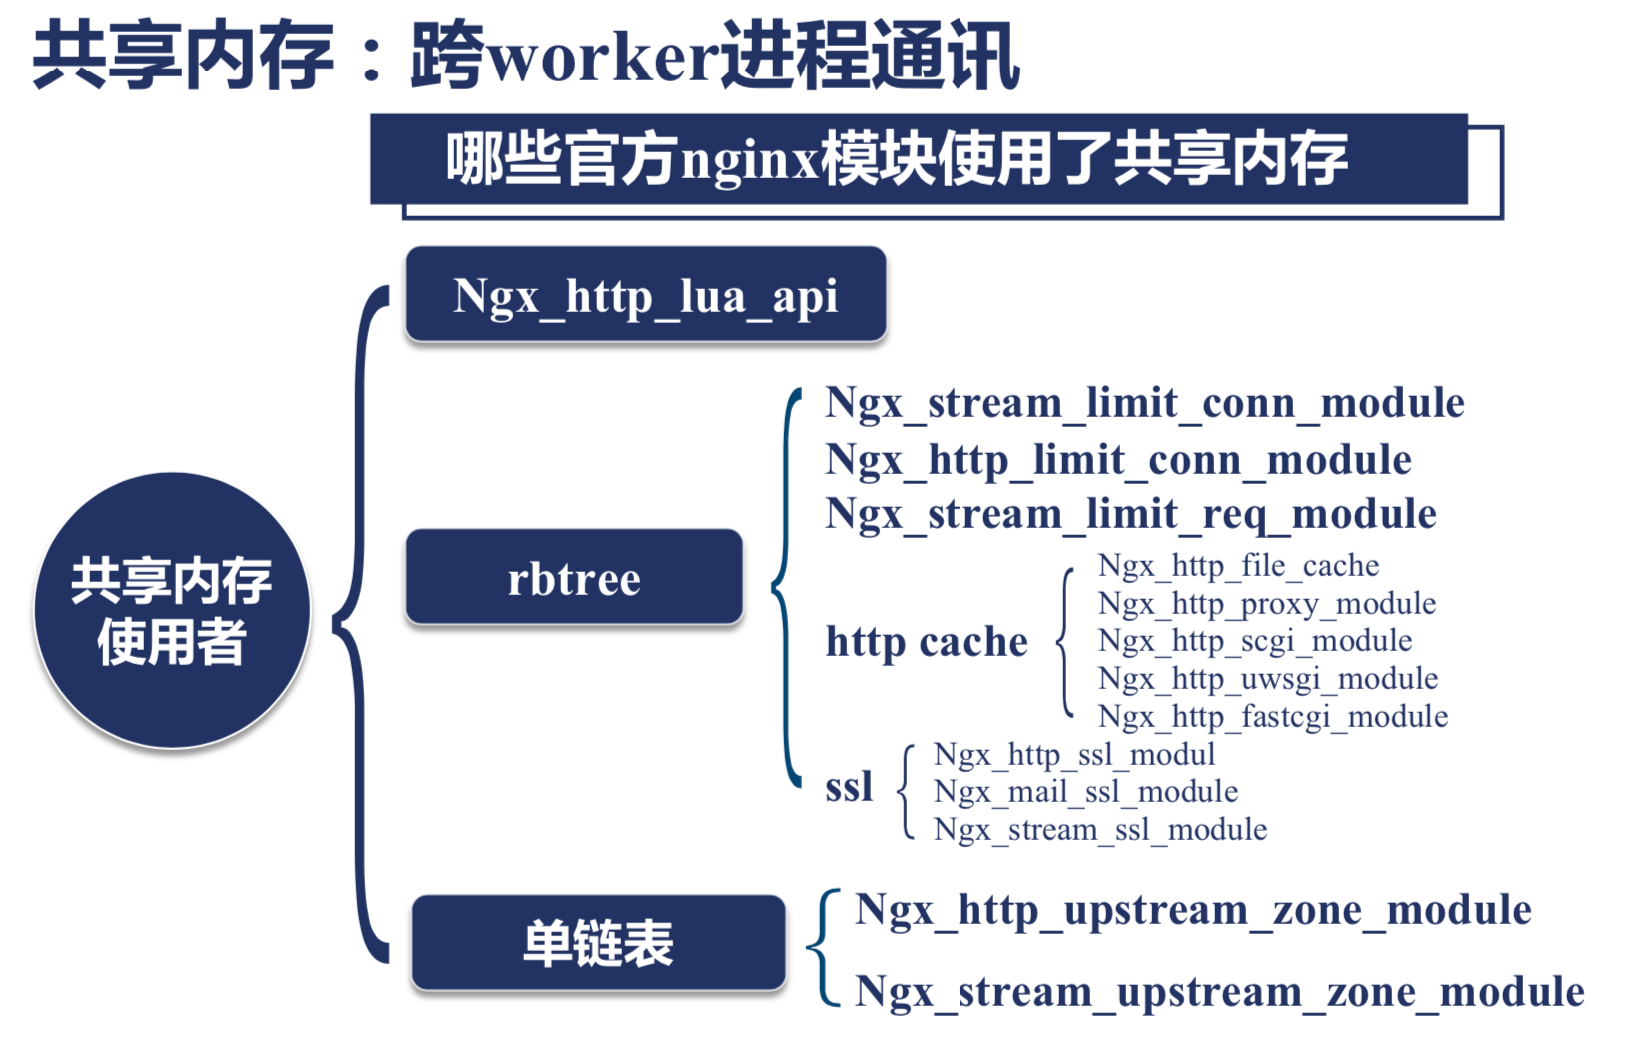 共享内存：跨worker进程通讯
哪些官方nginx模块使用了共享内存
共享内存
使用者
Ngx_http_lua_api
rbtree
Ngx_stream_limit_conn_module
Ngx_http_limit_conn_module
Ngx_stream_limit_req_module
http cache
Ngx_http_file_cache
Ngx_http_proxy_module
Ngx_http_scgi_module
Ngx_http_uwsgi_module
Ngx_http_fastcgi_module
ssl
Ngx_http_ssl_modul
Ngx_mail_ssl_module
Ngx_stream_ssl_module
单链表
Ngx_http_upstream_zone_module
Ngx_stream_upstream_zone_module